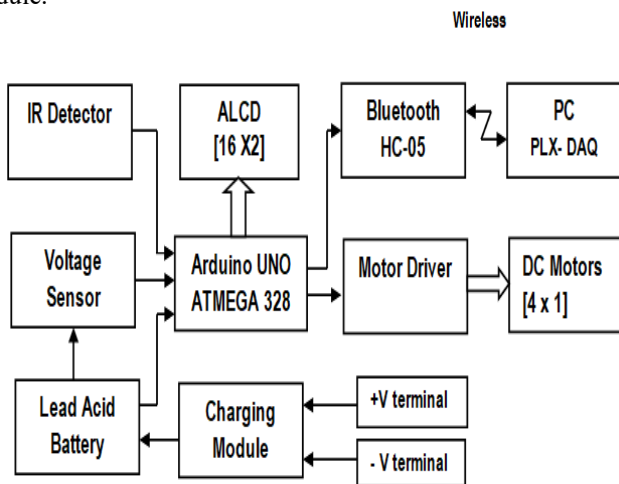 dule.
Wireless
IR Detector
ALCD
[16 X2]
Bluetooth
HC-05
PC
PLX- DAQ
Voltage
Sensor
Arduino UNO
ATMEGA 328
Motor Driver
DC Motors
[4 x 1]
Lead Acid
Battery
Charging
Module
+V terminal
- V terminal